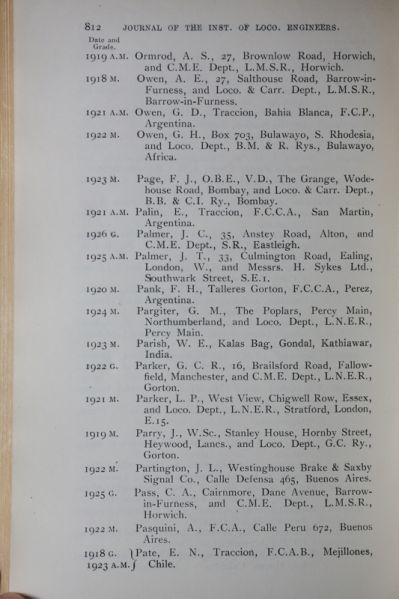 812 JOURNAL OF THE INST. OF LOCO. ENGINEERS.
Date and
Grade.
1919 A.M. Ormrod, A. S., 27, Brownlow Road, Horwich,
and C.M.E. Dept., L.M.S.R., Horwich.
1918 M. Owen, A. E., 27, Salthouse Road, Barrow-in-
Furness, and Loco. & Carr. Dept., L.M.S.R.,
Barrow-in-Furness.
1921 A.M. Owen, G. D., Traccion, Bahia Blanca, F.C.P.,
Argentina.
1922 M. Owen, G. H., Box 703, Bulawayo, S. Rhodesia,
and Loco. Dept., B.M. & R. Rys., Bulawayo,
Africa.
1923 M. Page, F. J., O.B.E., V.D., The Grange, Wode-
house Road, Bombay, and Loco. & Carr. Dept.,
B.B. & C.I. Ry., Bombay.
1921 A.M. Palin, E., Traccion, F.C.C.A., San Martin,
Argentina.
1926 G. Palmer, J. C., 35, Anstey Road, Alton, and
C.M.E. Dept., S.R., Eastleigh.
1925 A.M. Palmer, J. T., 33, Culmington Road, Ealing,
London, W., and Messrs. H. Sykes Ltd.,
Southwark Street, S.E.1.
1920 M. Pank, F. H., Talleres Gorton, F.C.C.A., Perez,
Argentina.
1924 M. Pargiter, G. M., The Poplars, Percy Main,
Northumberland, and Loco. Dept., L.N.E.R.,
Percy Main.
1923 M. Parish, W. E., Kalas Bag, Gondal, Kathiawar,
India.
1922 G. Parker, G. C. R., 16, Brailsford Road, Fallow-
field, Manchester, and C.M.E. Dept., L.N.E.R.,
Gorton.
1921 M. Parker, L. P., West View, Chigwell Row, Essex,
and Loco. Dept., L.N.E.R., Stratford, London,
E.15.
1919 M. Parry, J., W.Sc., Stanley House, Hornby Street,
Heywood, Lancs., and Loco. Dept., G.C. Ry.,
Gorton.
1922 M. Partington, J. L., Westinghouse Brake & Saxby
Signal Co., Calle Defensa 465, Buenos Aires.
1925 G. Pass, C. A., Cairnmore, Dane Avenue, Barrow-
in-Furness, and C.M.E. Dept., L.M.S.R.,
Horwich.
1922 M. Pasquini, A., F.C.A., Calle Peru 672, Buenos
Aires.
1918 G. } Pate, E. N., Traccion, F.C.A.B., Mejillones,
1923 A.M. } Chile.